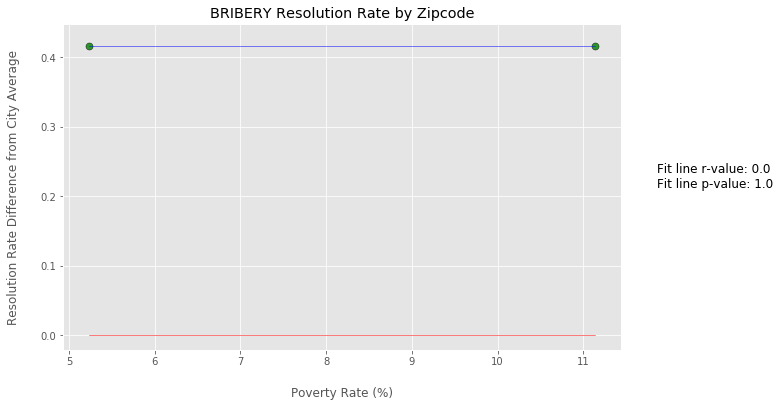 BRIBERY Resolution Rate by Zipcode
Resolution Rate Difference from City Average
0.4
0.3
0.2
0.1
0.0
5
6
7
8
9
10
11
Poverty Rate (%)
Fit line r-value: 0.0
Fit line p-value: 1.0